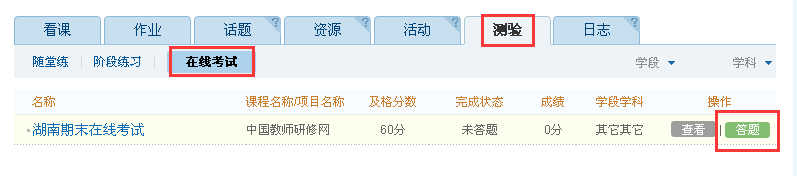 看课 作业 话题 ? 资源 ? 活动 ? 测验 日志 ?
随堂练 | 阶段练习 | 在线考试 学段 学科
名称 课程名称/项目名称 及格分数 完成状态 成绩 学段学科 操作
湖南期末在线考试 中国教师研修网 60分 未答题 0分 其它其它 查看 | 答题